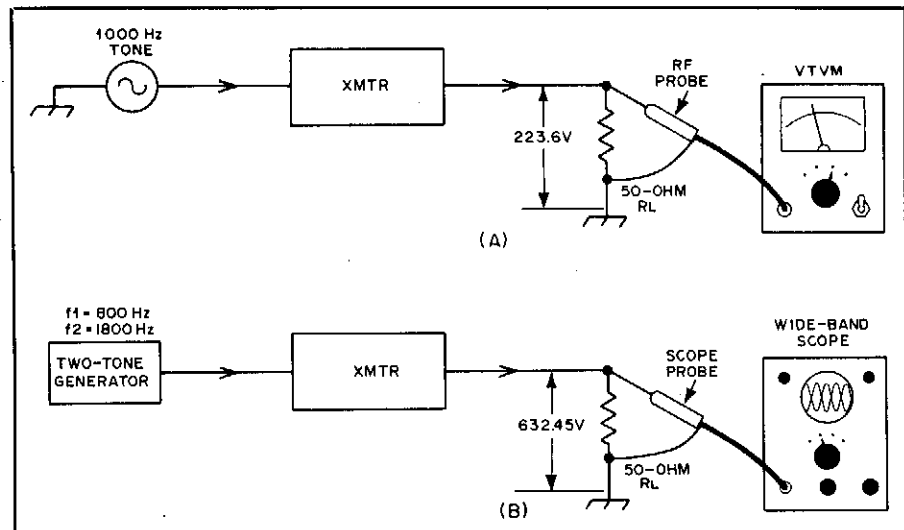 1000 Hz
TONE
XMTR
223.6V
RF
PROBE
VTVM
50-OHM
RL
(A)
f1 = 800 Hz
f2 = 1800 Hz
TWO-TONE
GENERATOR
XMTR
632.45V
SCOPE
PROBE
WIDE-BAND
SCOPE
50-OHM
RL
(B)